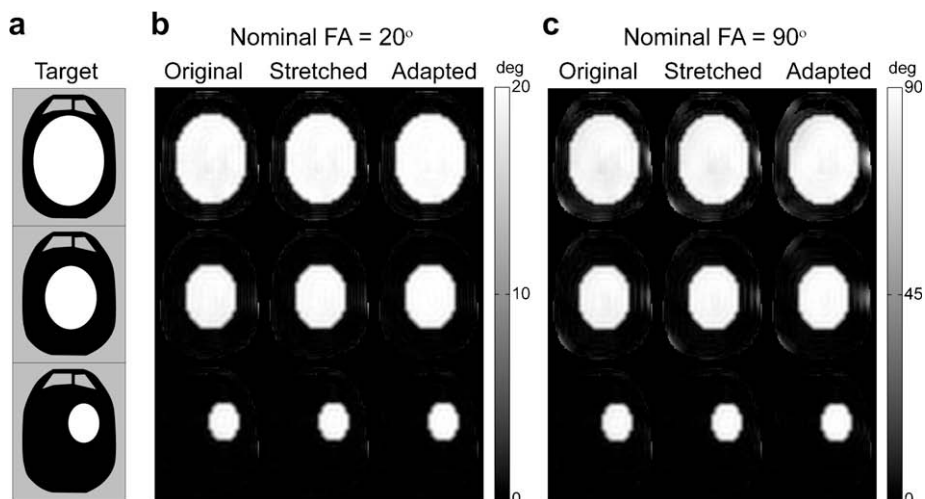 a
Target
b
Nominal FA = 20°
Original Stretched Adapted
deg
20
10
0
c
Nominal FA = 90°
Original Stretched Adapted
deg
90
45
0